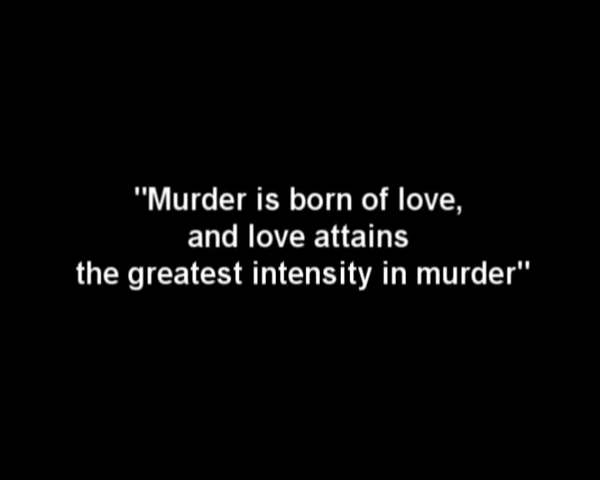 "Murder is born of love,
and love attains
the greatest intensity in murder"